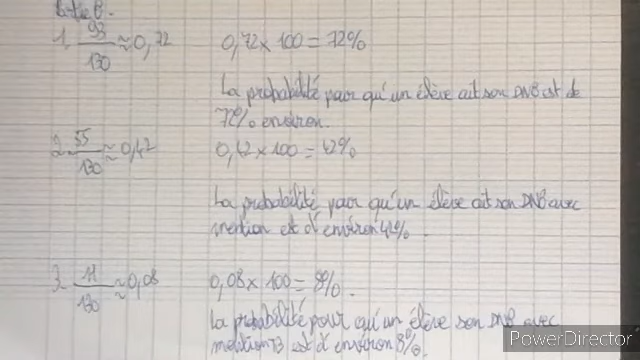 Partie B.
1. 93/130 ≈ 0,72 0,72 x 100 = 72%
La probabilité pour qu'un élève ait son DNB est de
72% environ.
2. 55/130 ≈ 0,42 0,42 x 100 = 42%
La probabilité pour qu'un élève ait son DNB avec
mention est d'environ 42%.
3. 11/130 ≈ 0,08 0,08 x 100 = 8%.
La probabilité pour qu'un élève son DNB avec
mention TB est d'environ 8%.
PowerDirector